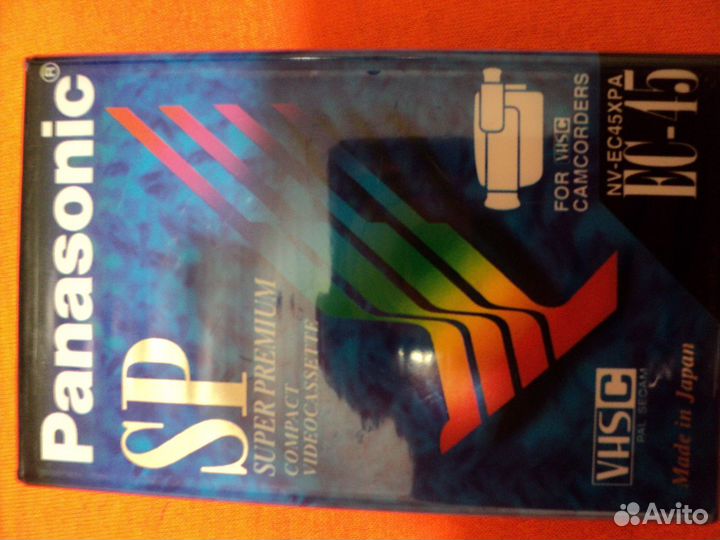 Panasonic®
SP
SUPER PREMIUM
COMPACT
VIDEOCASSETTE
FOR VHS C
CAMCORDERS
NV-EC45XPA
EC-45
VHS C
PAL SECAM
Made in Japan
Avito